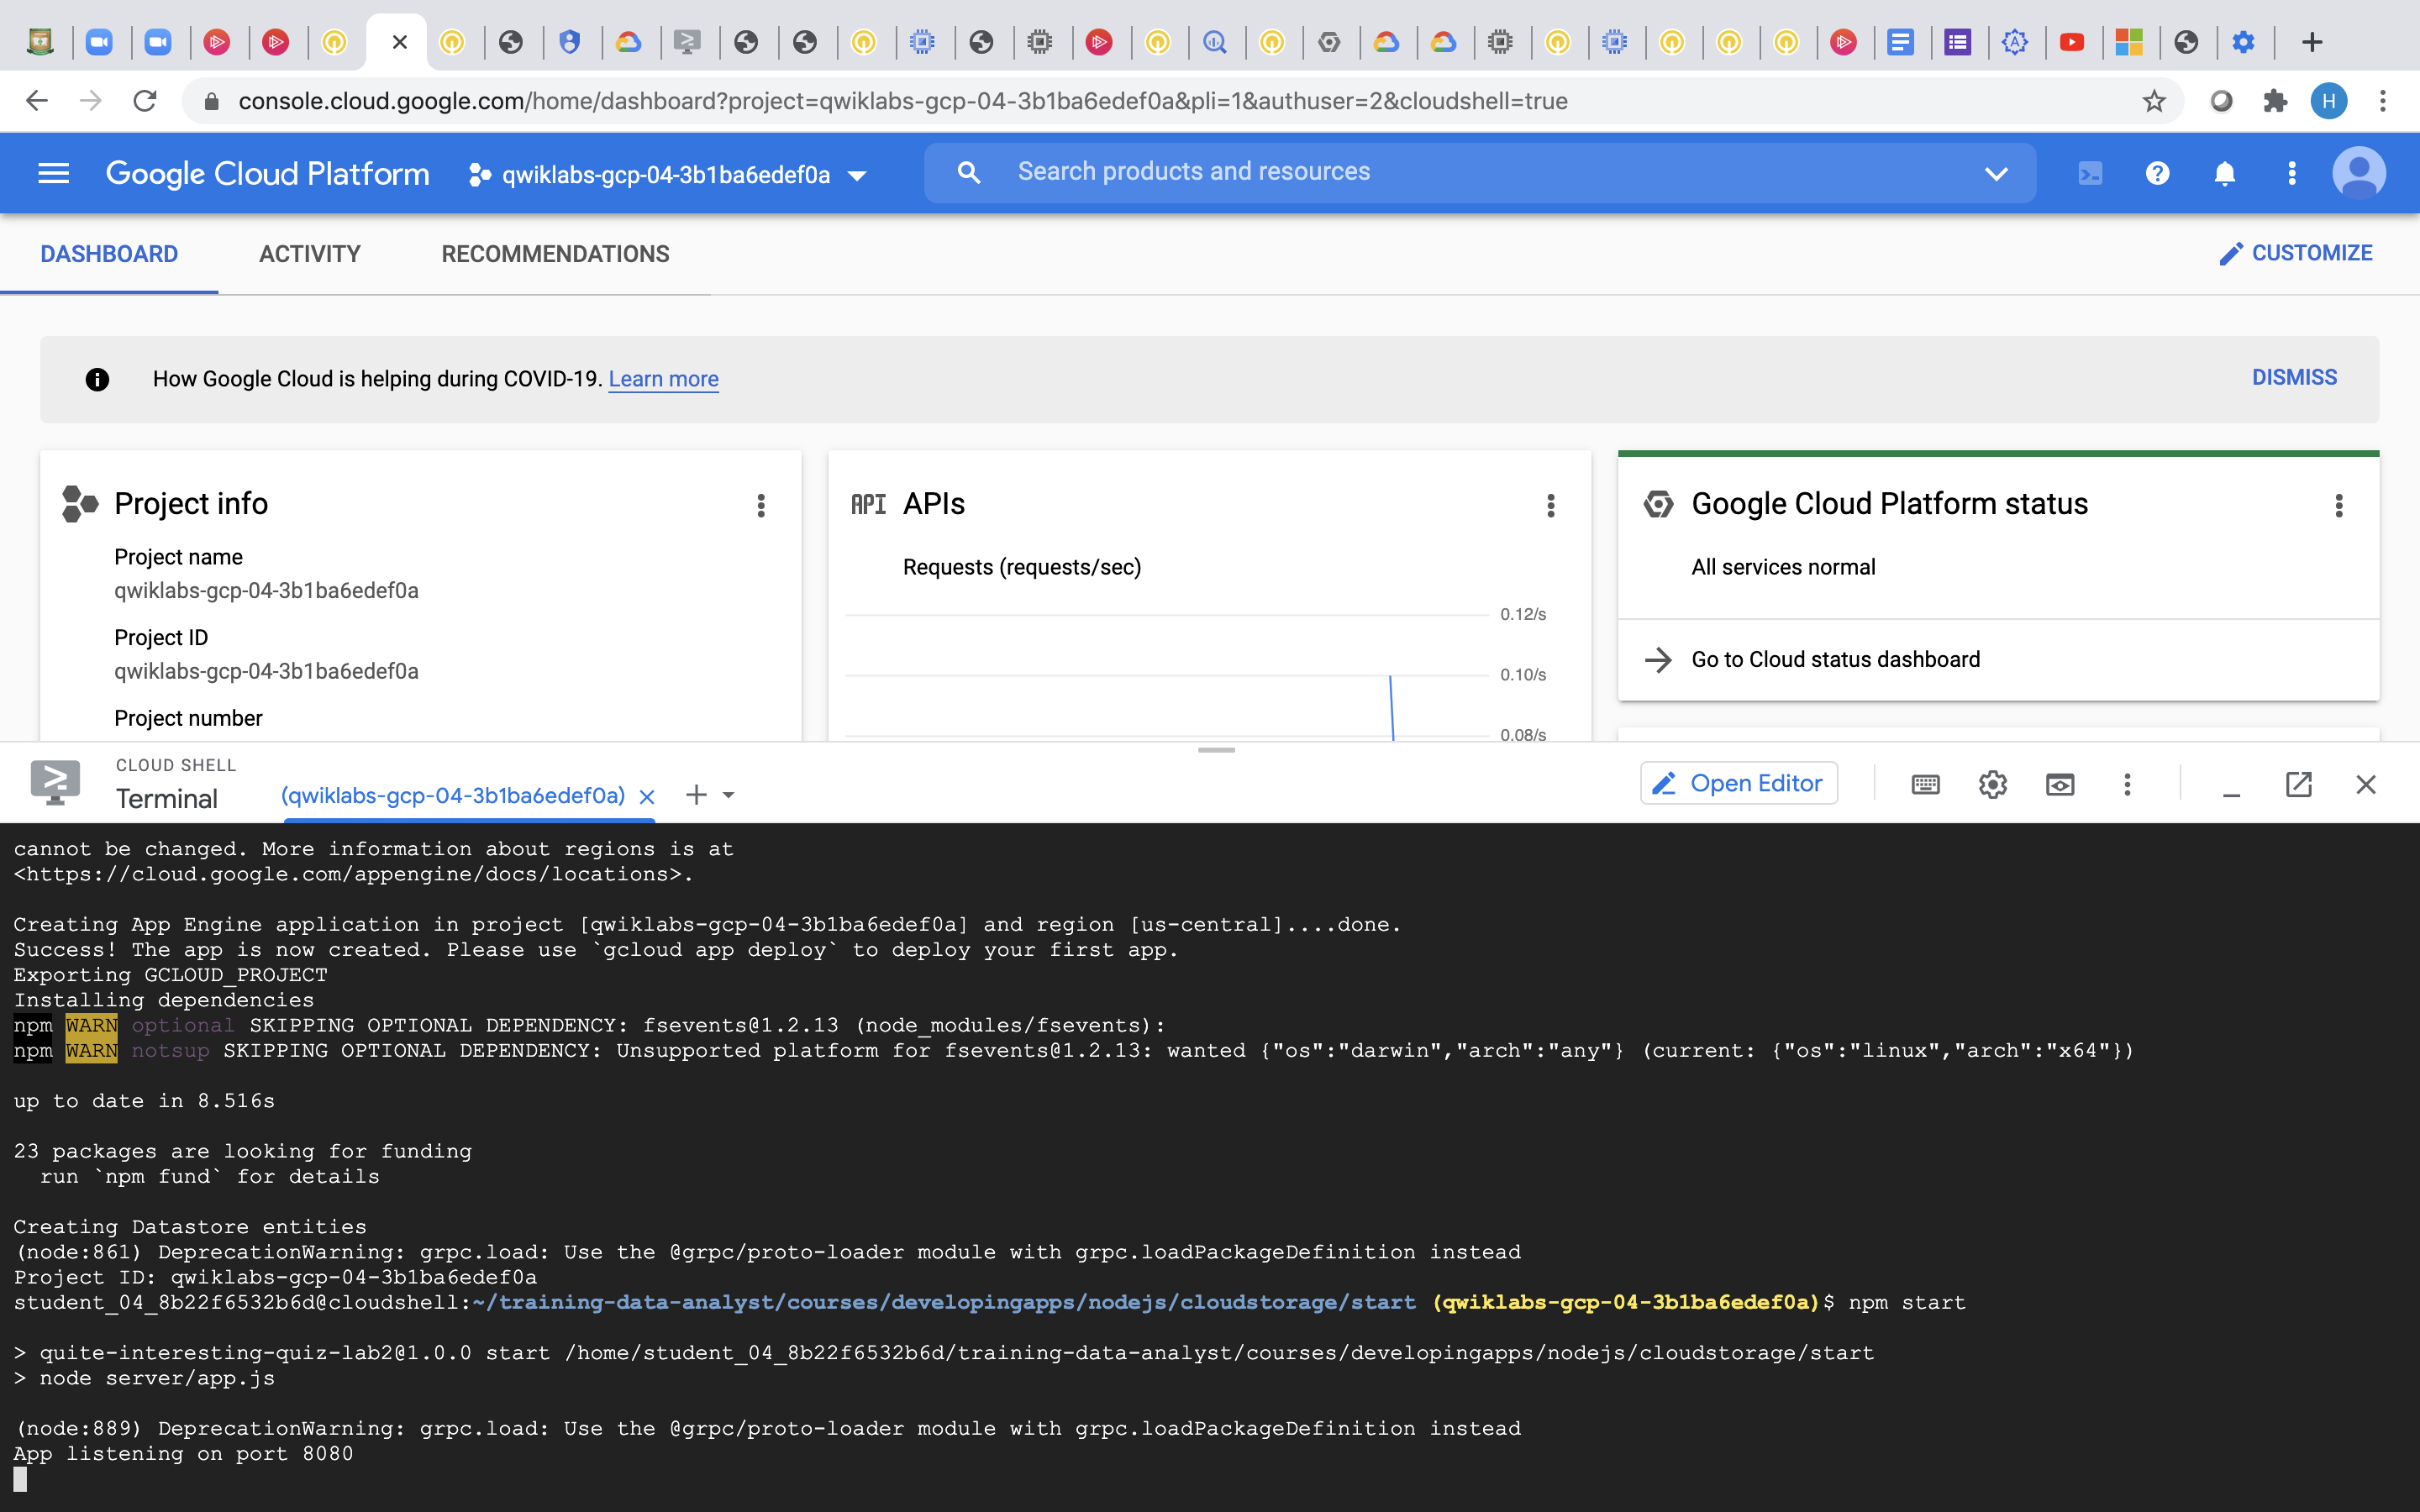 console.cloud.google.com/home/dashboard?project=qwiklabs-gcp-04-3b1ba6edef0a&pli=1&authuser=2&cloudshell=true
H
Google Cloud Platform
qwiklabs-gcp-04-3b1ba6edef0a
Search products and resources
DASHBOARD
ACTIVITY
RECOMMENDATIONS
CUSTOMIZE
How Google Cloud is helping during COVID-19. Learn more
DISMISS
Project info
Project name
qwiklabs-gcp-04-3b1ba6edef0a
Project ID
qwiklabs-gcp-04-3b1ba6edef0a
Project number
API APIs
Requests (requests/sec)
0.12/s
0.10/s
0.08/s
Google Cloud Platform status
All services normal
Go to Cloud status dashboard
CLOUD SHELL
Terminal
(qwiklabs-gcp-04-3b1ba6edef0a)
Open Editor
cannot be changed. More information about regions is at
<https://cloud.google.com/appengine/docs/locations>.
Creating App Engine application in project [qwiklabs-gcp-04-3b1ba6edef0a] and region [us-central]....done.
Success! The app is now created. Please use `gcloud app deploy` to deploy your first app.
Exporting GCLOUD_PROJECT
Installing dependencies
npm WARN optional SKIPPING OPTIONAL DEPENDENCY: fsevents@1.2.13 (node_modules/fsevents):
npm WARN notsup SKIPPING OPTIONAL DEPENDENCY: Unsupported platform for fsevents@1.2.13: wanted {"os":"darwin","arch":"any"} (current: {"os":"linux","arch":"x64"})
up to date in 8.516s
23 packages are looking for funding
run `npm fund` for details
Creating Datastore entities
(node:861) DeprecationWarning: grpc.load: Use the @grpc/proto-loader module with grpc.loadPackageDefinition instead
Project ID: qwiklabs-gcp-04-3b1ba6edef0a
student_04_8b22f6532b6d@cloudshell:~/training-data-analyst/courses/developingapps/nodejs/cloudstorage/start (qwiklabs-gcp-04-3b1ba6edef0a)$ npm start
> quite-interesting-quiz-lab2@1.0.0 start /home/student_04_8b22f6532b6d/training-data-analyst/courses/developingapps/nodejs/cloudstorage/start
> node server/app.js
(node:889) DeprecationWarning: grpc.load: Use the @grpc/proto-loader module with grpc.loadPackageDefinition instead
App listening on port 8080